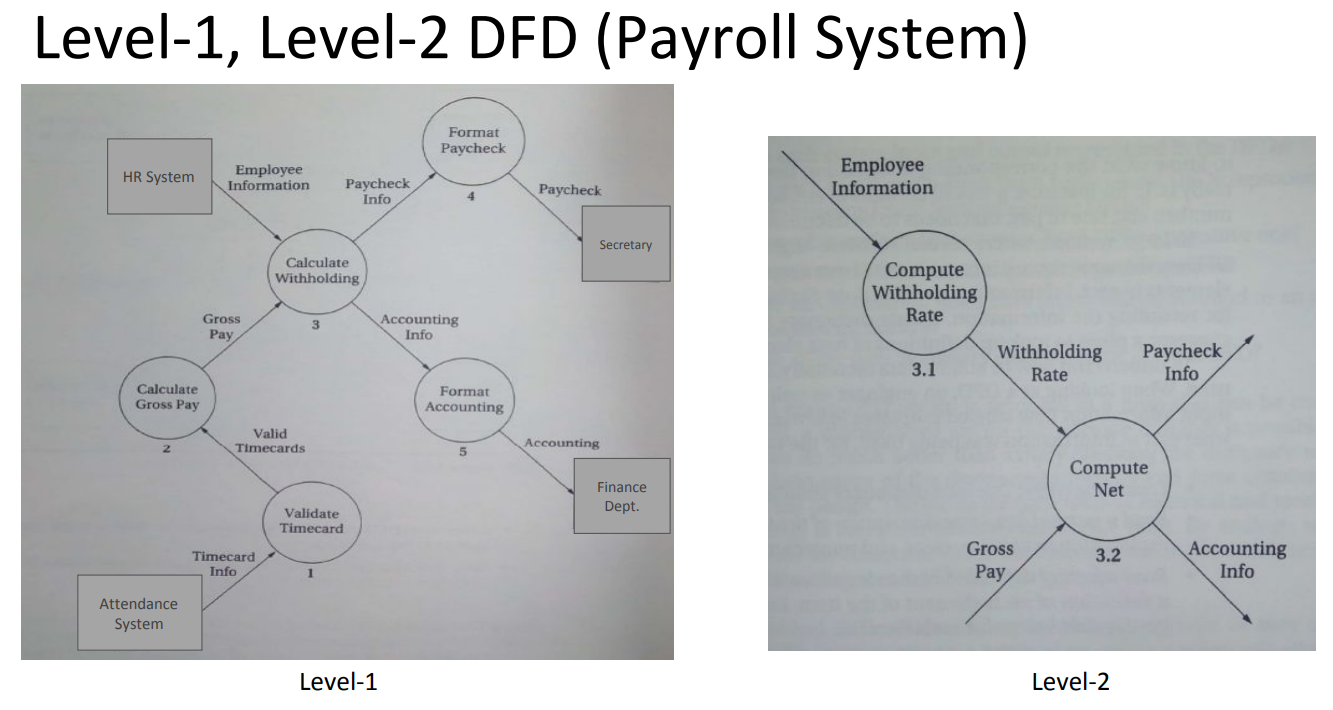 Level-1, Level-2 DFD (Payroll System)
HR System
Employee
Information
Paycheck
Info
Format
Paycheck
4
Paycheck
Secretary
Calculate
Withholding
3
Gross
Pay
Accounting
Info
Calculate
Gross Pay
2
Format
Accounting
5
Valid
Timecards
Accounting
Finance
Dept.
Validate
Timecard
1
Timecard
Info
Attendance
System
Level-1
Employee
Information
Compute
Withholding
Rate
3.1
Withholding
Rate
Paycheck
Info
Compute
Net
3.2
Gross
Pay
Accounting
Info
Level-2